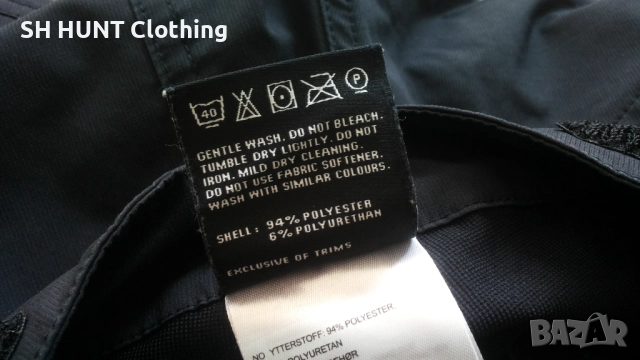 SH HUNT Clothing
40 P
GENTLE WASH. DO NOT BLEACH.
TUMBLE DRY LIGHTLY. DO NOT
IRON. MILD DRY CLEANING.
DO NOT USE FABRIC SOFTENER.
WASH WITH SIMILAR COLOURS.
SHELL: 94% POLYESTER
6% POLYURETHAN
EXCLUSIVE OF TRIMS
NO YTTERSTOFF: 94% POLYESTER,
POLYURETAN
BAZAR